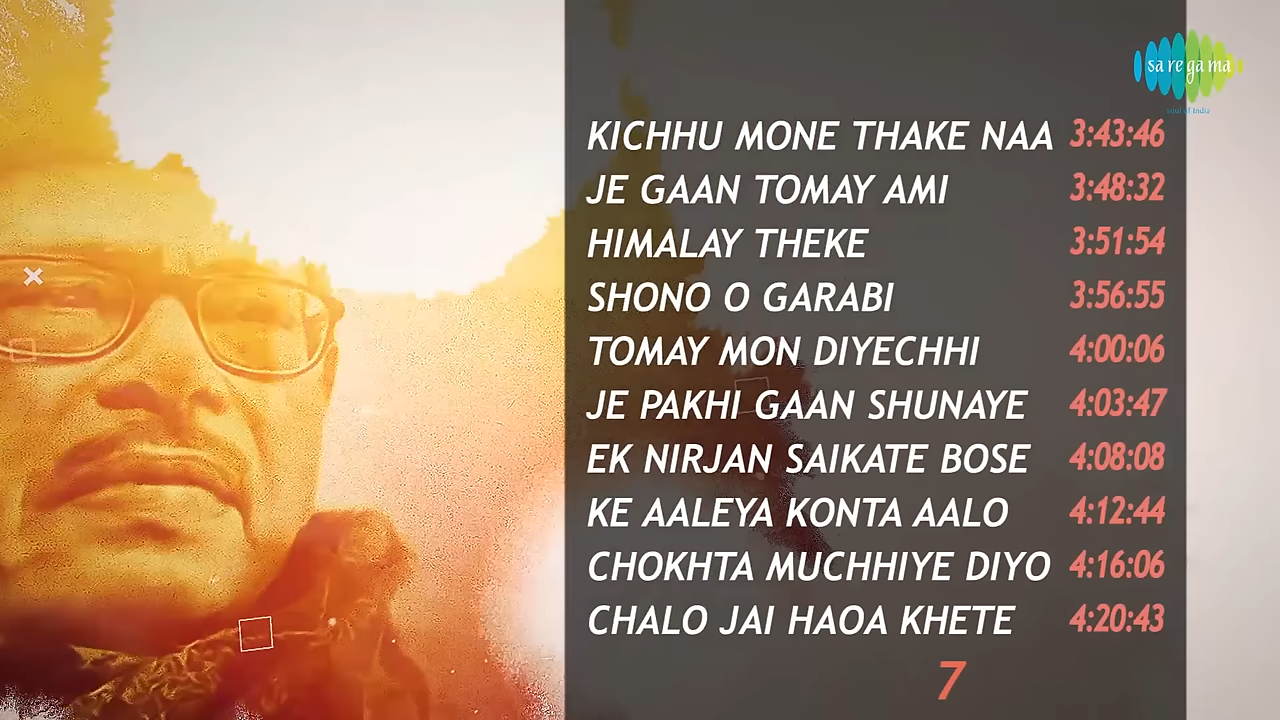 sa re ga ma
soul of India
KICHHU MONE THAKE NAA 3:43:46
JE GAAN TOMAY AMI 3:48:32
HIMALAY THEKE 3:51:54
SHONO O GARABI 3:56:55
TOMAY MON DIYECHHI 4:00:06
JE PAKHI GAAN SHUNAYE 4:03:47
EK NIRJAN SAIKATE BOSE 4:08:08
KE AALEYA KONTA AALO 4:12:44
CHOKHTA MUCHHIYE DIYO 4:16:06
CHALO JAI HAOA KHETE 4:20:43
7